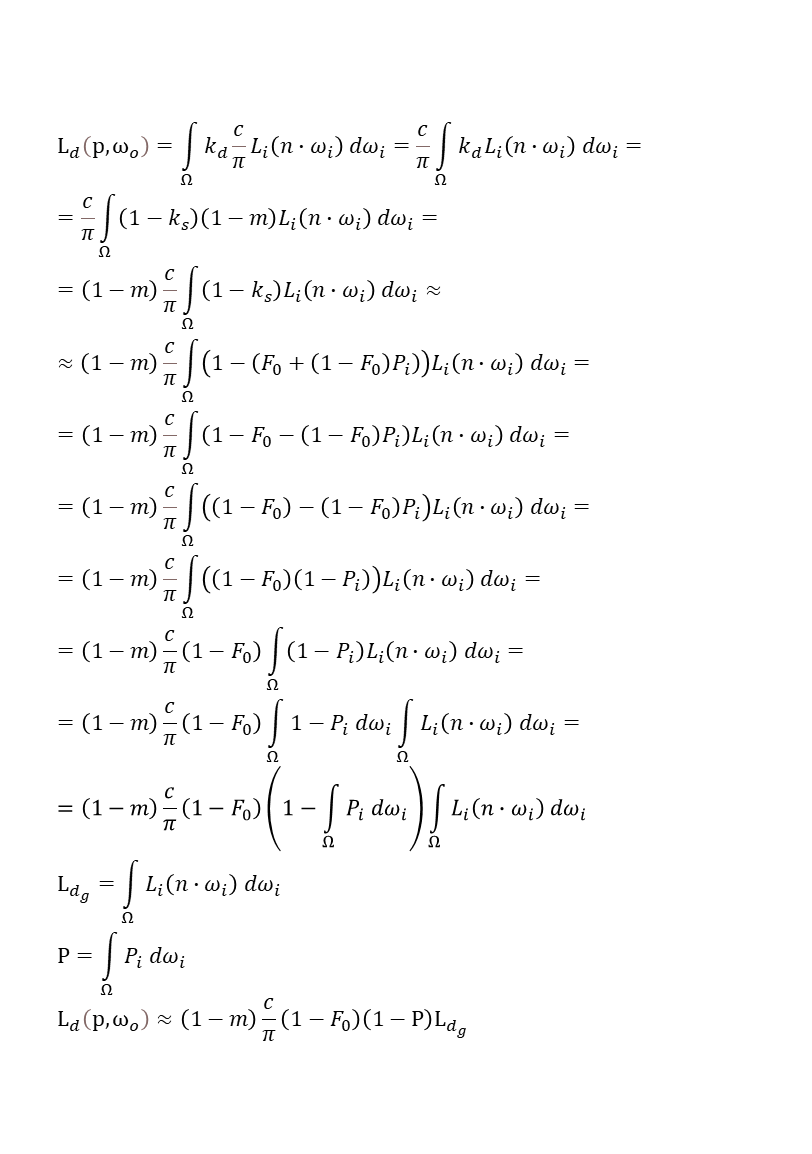 L_d(p,ω_o) = ∫_Ω k_d c/π L_i(n · ω_i) dω_i = c/π ∫_Ω k_d L_i(n · ω_i) dω_i =
= c/π ∫_Ω (1 − k_s)(1 − m)L_i(n · ω_i) dω_i =
= (1 − m) c/π ∫_Ω (1 − k_s)L_i(n · ω_i) dω_i ≈
≈ (1 − m) c/π ∫_Ω (1 − (F_0 + (1 − F_0)P_i))L_i(n · ω_i) dω_i =
= (1 − m) c/π ∫_Ω (1 − F_0 − (1 − F_0)P_i)L_i(n · ω_i) dω_i =
= (1 − m) c/π ∫_Ω ((1 − F_0) − (1 − F_0)P_i)L_i(n · ω_i) dω_i =
= (1 − m) c/π ∫_Ω ((1 − F_0)(1 − P_i))L_i(n · ω_i) dω_i =
= (1 − m) c/π (1 − F_0) ∫_Ω (1 − P_i)L_i(n · ω_i) dω_i =
= (1 − m) c/π (1 − F_0) ∫_Ω 1 − P_i dω_i ∫_Ω L_i(n · ω_i) dω_i =
= (1 − m) c/π (1 − F_0) (1 − ∫_Ω P_i dω_i) ∫_Ω L_i(n · ω_i) dω_i
L_{d_g} = ∫_Ω L_i(n · ω_i) dω_i
P = ∫_Ω P_i dω_i
L_d(p,ω_o) ≈ (1 − m) c/π (1 − F_0)(1 − P)L_{d_g}